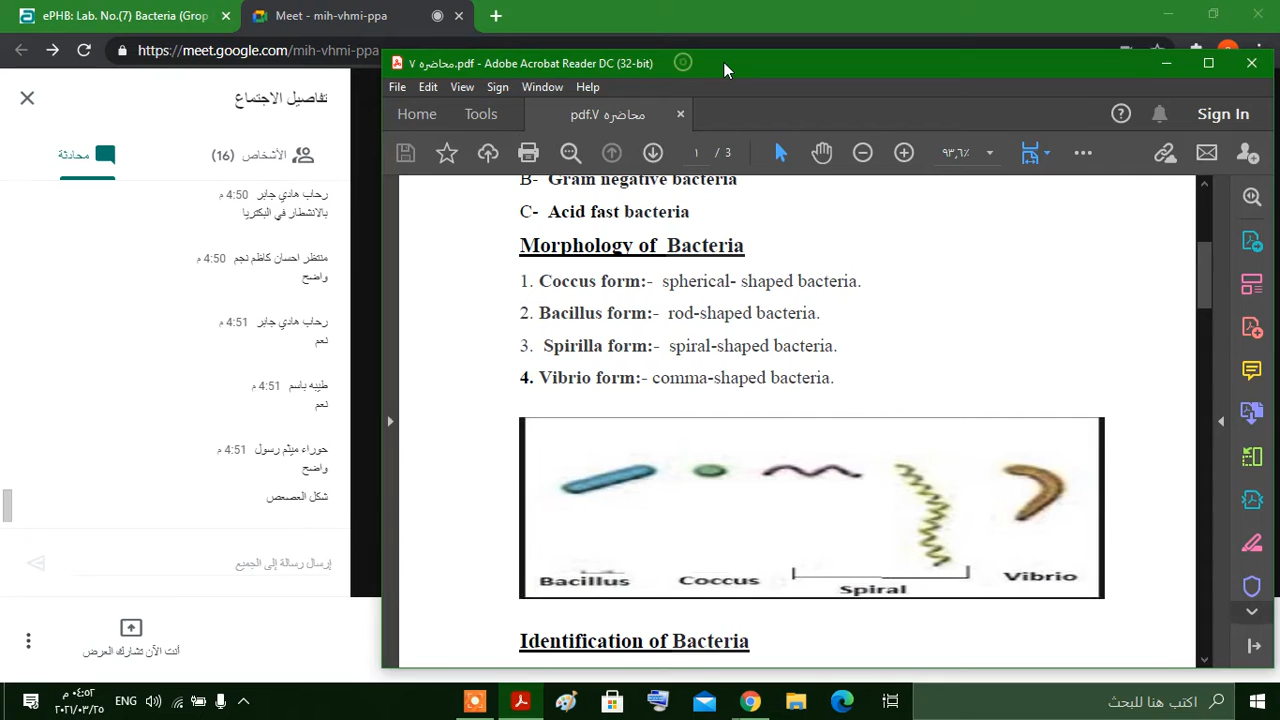 ePHB: Lab. No.(7) Bacteria (Grop
Meet - mih-vhmi-ppa
https://meet.google.com/mih-vhmi-ppa
محاضره ٧.pdf - Adobe Acrobat Reader DC (32-bit)
File Edit View Sign Window Help
Home Tools محاضره ٧.pdf Sign In
١ / 3 ٩٣,٦٪
تفاصيل الاجتماع
الأشخاص (16)
محادثة
رحاب هادي جابر 4:50 م
بالانشطار في البكتريا
منتظر احسان كاظم نجم 4:50 م
واضح
رحاب هادي جابر 4:51 م
نعم
طيبه باسم 4:51 م
نعم
حوراء ميثم رسول 4:51 م
واضح
شكل العصعص
إرسال رسالة إلى الجميع
أنت الآن تشارك العرض
B- Gram negative bacteria
C- Acid fast bacteria
Morphology of Bacteria
1. Coccus form:- spherical- shaped bacteria.
2. Bacillus form:- rod-shaped bacteria.
3. Spirilla form:- spiral-shaped bacteria.
4. Vibrio form:- comma-shaped bacteria.
Bacillus Coccus Spiral Vibrio
Identification of Bacteria
٠٤:٥٢ م
٢٠٢١/٠٣/٢٥
ENG
اكتب هنا للبحث